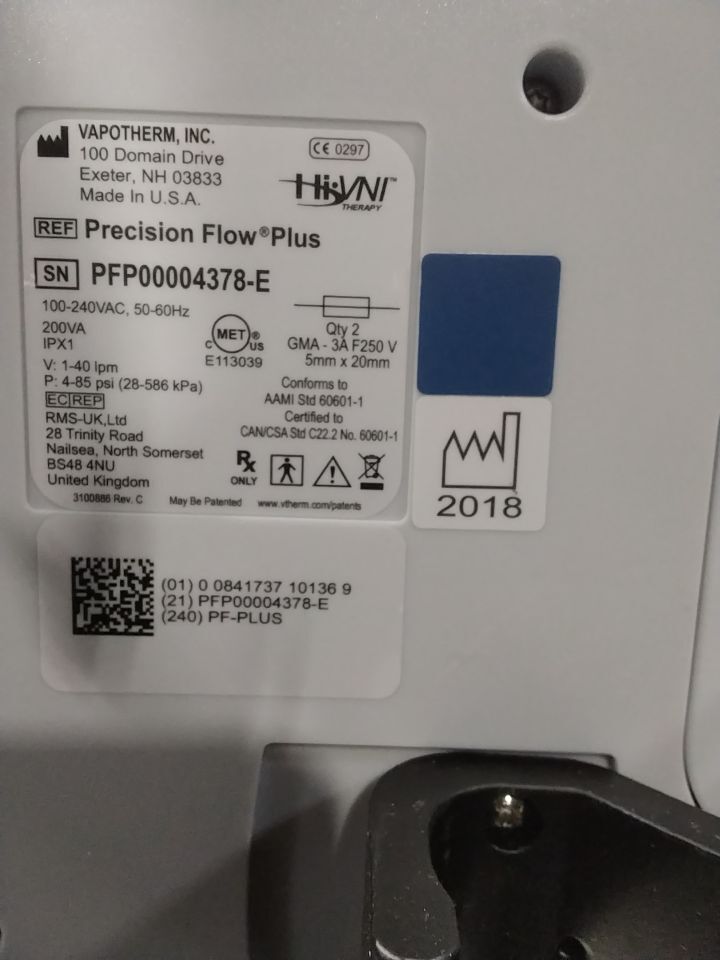 VAPOTHERM, INC.
100 Domain Drive
Exeter, NH 03833
Made In U.S.A.
CE 0297
Hi-VNI™
THERAPY
REF Precision Flow®Plus
SN PFP00004378-E
100-240VAC, 50-60Hz
200VA
IPX1
V: 1-40 lpm
P: 4-85 psi (28-586 kPa)
c MET® US
E113039
Qty 2
GMA - 3A F250 V
5mm x 20mm
Conforms to
AAMI Std 60601-1
Certified to
CAN/CSA Std C22.2 No. 60601-1
EC REP
RMS-UK,Ltd
28 Trinity Road
Nailsea, North Somerset
BS48 4NU
United Kingdom
Rx
ONLY
3100886 Rev. C
May Be Patented
www.vtherm.com/patents
2018
(01) 0 0841737 10136 9
(21) PFP00004378-E
(240) PF-PLUS